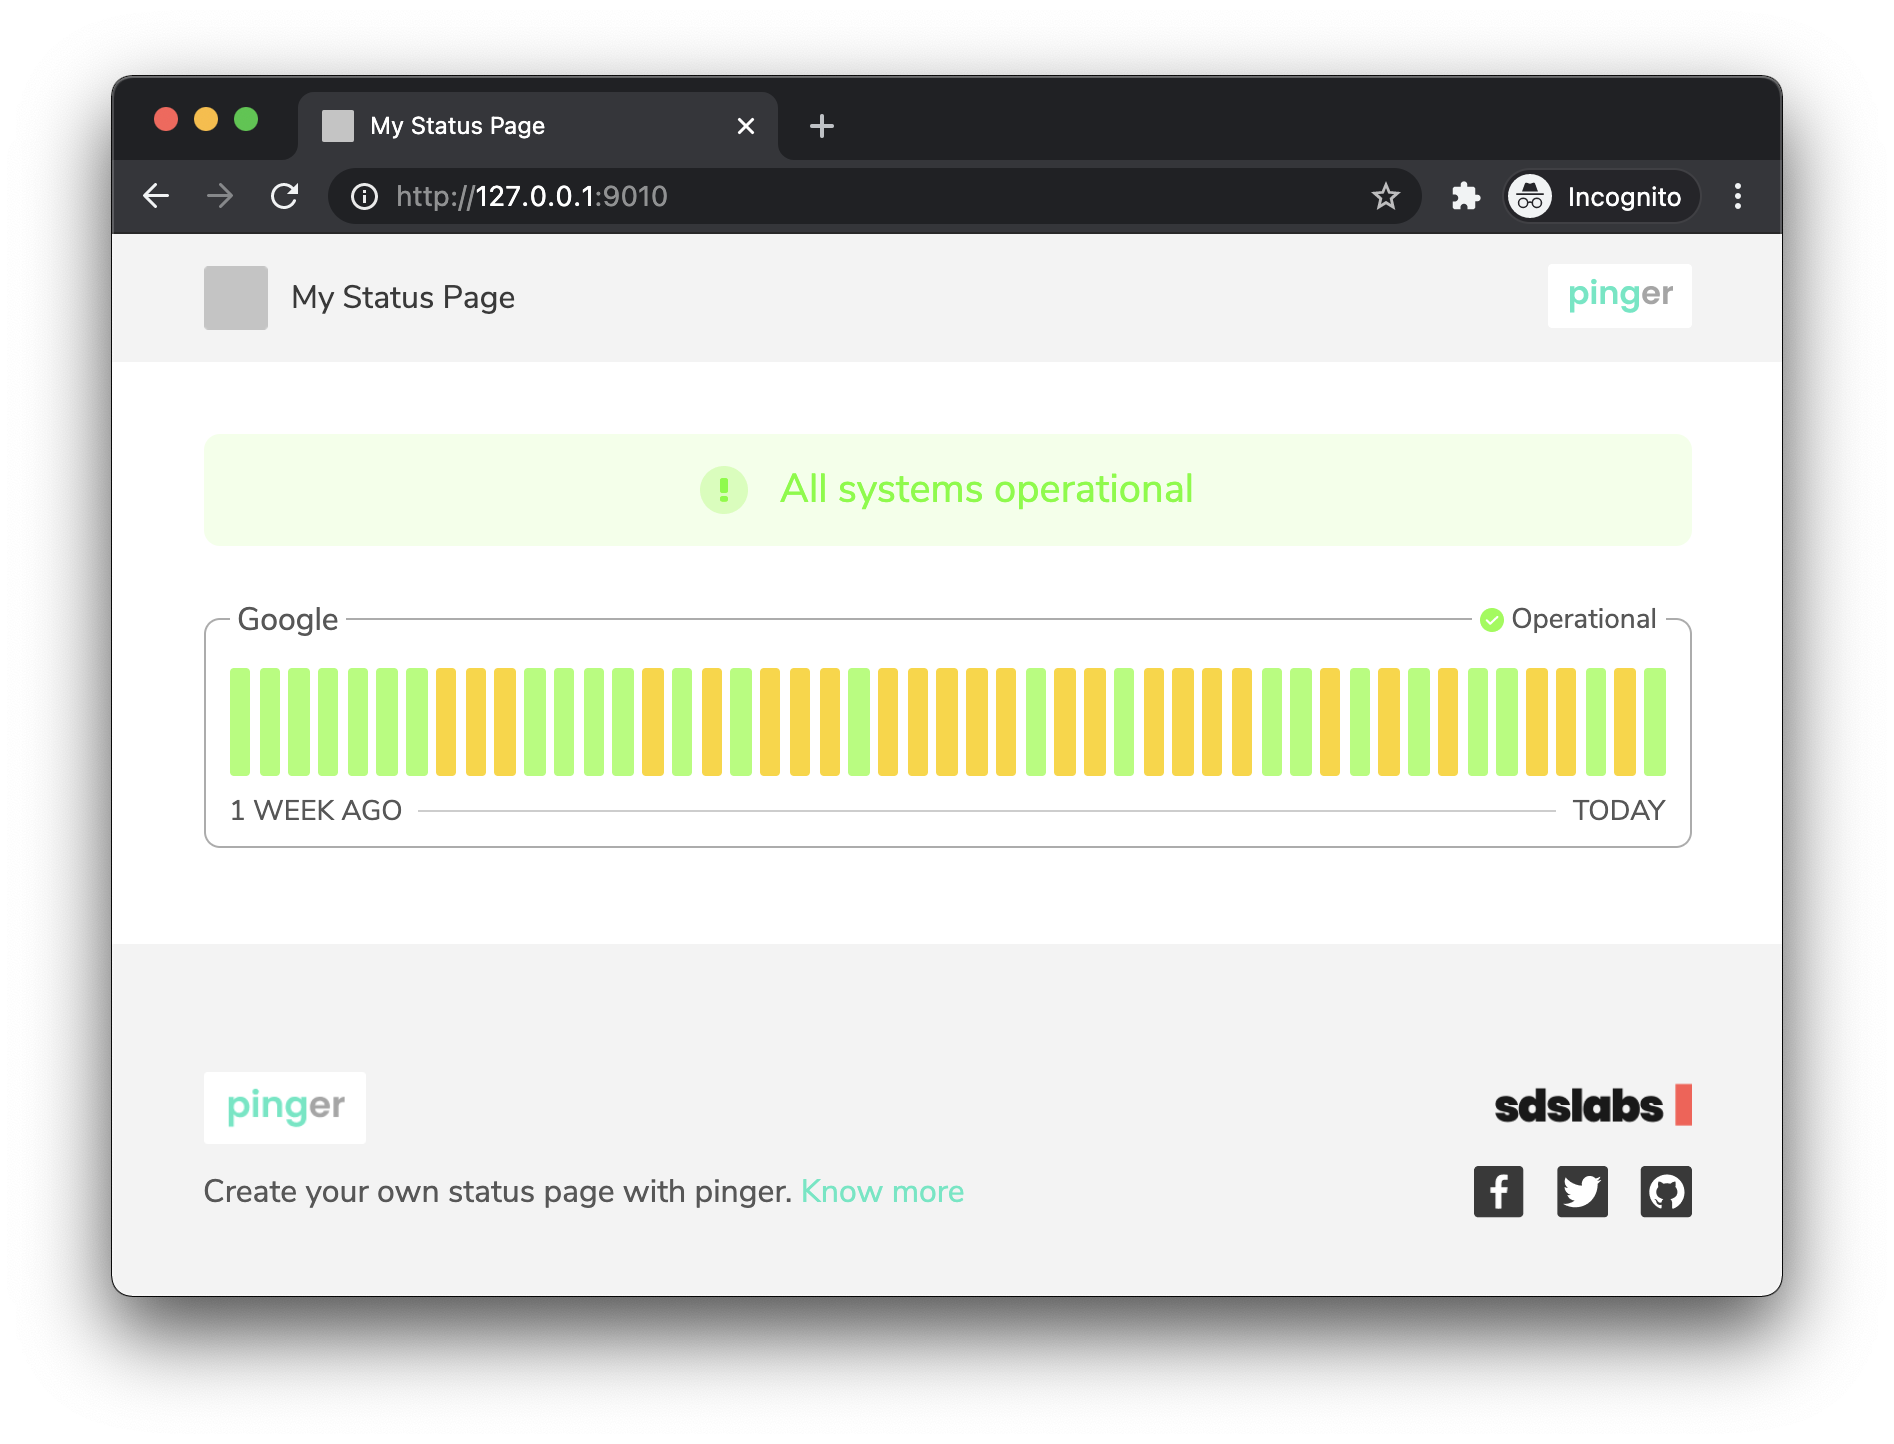 My Status Page
http://127.0.0.1:9010
Incognito
My Status Page
pinger
All systems operational
Google
Operational
1 WEEK AGO
TODAY
pinger
sdslabs
Create your own status page with pinger. Know more